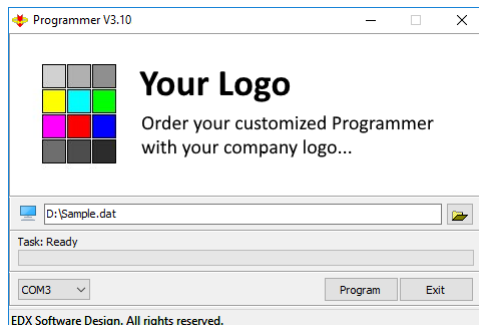 Programmer V3.10
Your Logo
Order your customized Programmer
with your company logo...
D:\Sample.dat
Task: Ready
COM3
Program
Exit
EDX Software Design. All rights reserved.